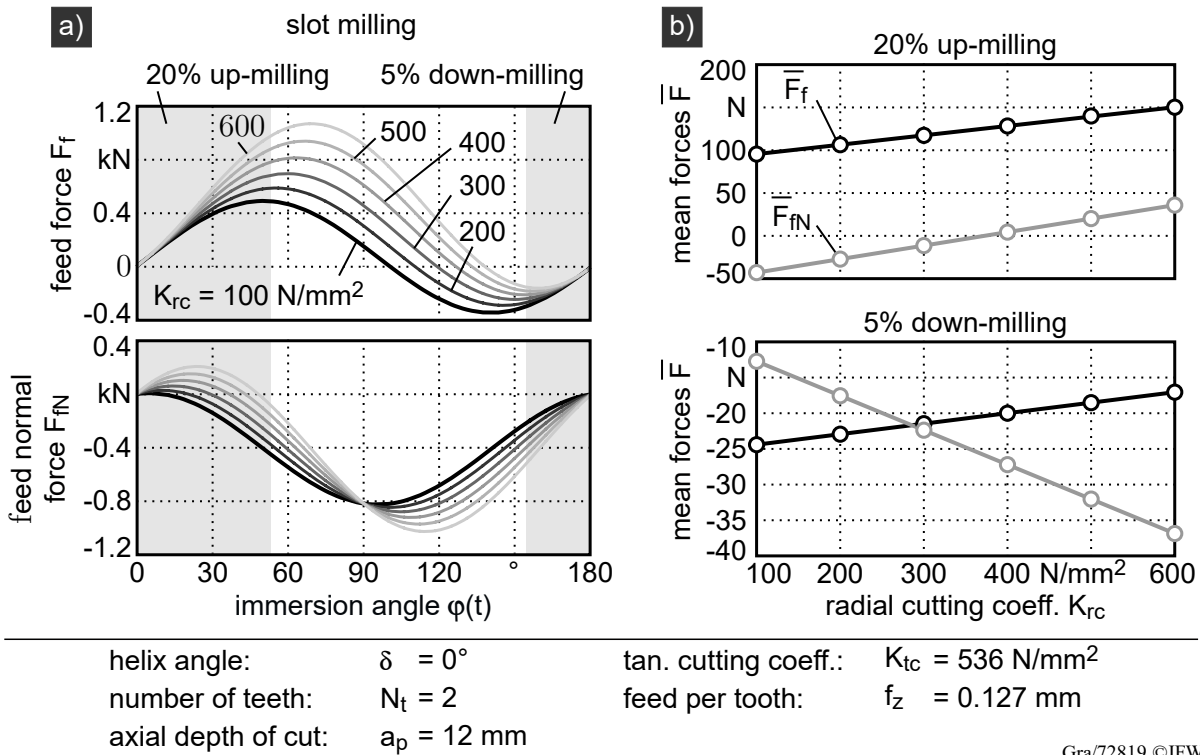 a)
slot milling
20% up-milling 5% down-milling
feed force Ff
1.2
kN
0.4
0
-0.4
600
500
400
300
200
Krc = 100 N/mm²
feed normal
force FfN
0.4
kN
-0.4
-0.8
-1.2
0 30 60 90 120 ° 180
immersion angle φ(t)
b)
20% up-milling
mean forces F̅
200
N
100
50
0
-50
F̅f
F̅fN
5% down-milling
mean forces F̅
-10
N
-20
-25
-30
-35
-40
100 200 300 400 N/mm² 600
radial cutting coeff. Krc
helix angle: δ = 0° tan. cutting coeff.: Ktc = 536 N/mm²
number of teeth: Nt = 2 feed per tooth: fz = 0.127 mm
axial depth of cut: ap = 12 mm
Gra/72819 ©IFW